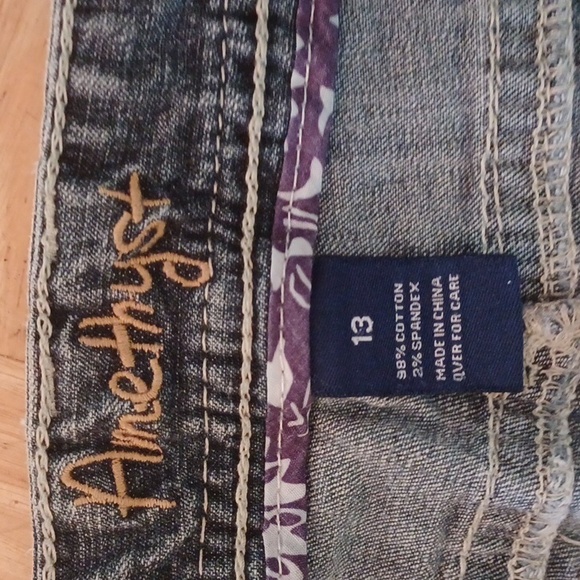 Amethyst
13
98% COTTON
2% SPANDEX
MADE IN CHINA
OVER FOR CARE